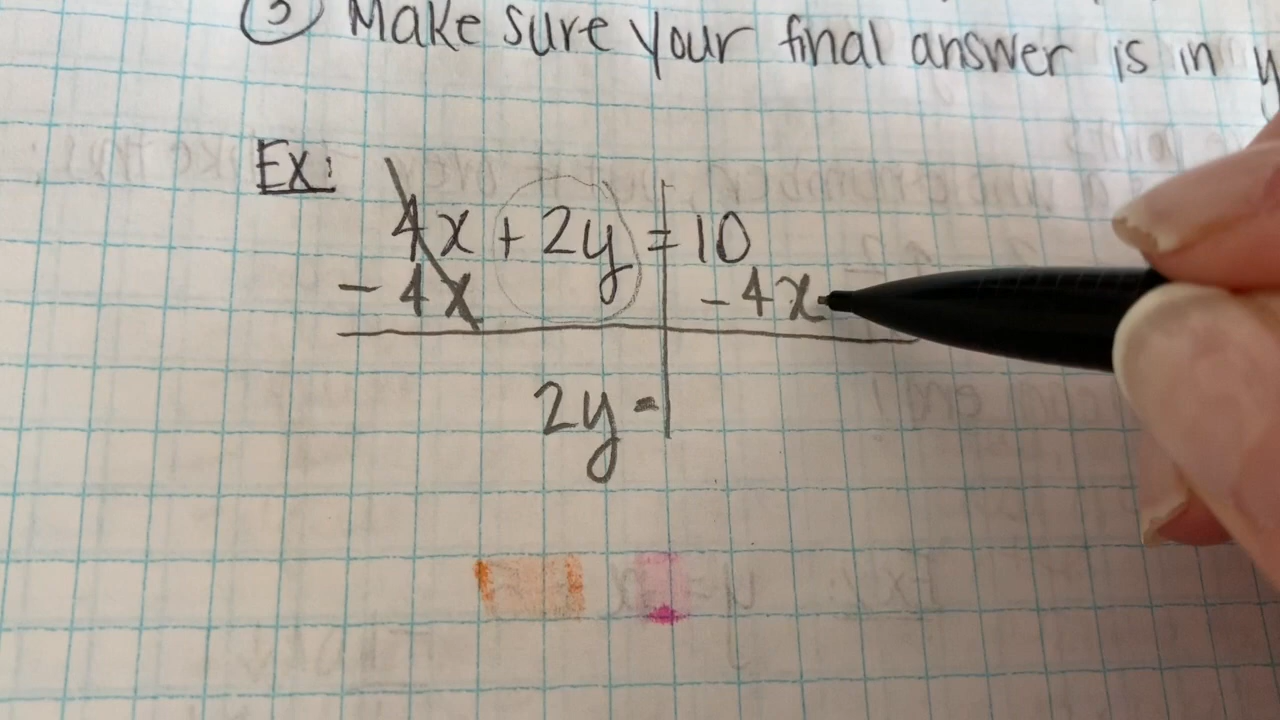 ③ Make sure your final answer is in y
Ex:
4x + 2y = 10
- 4x - 4x
2y =